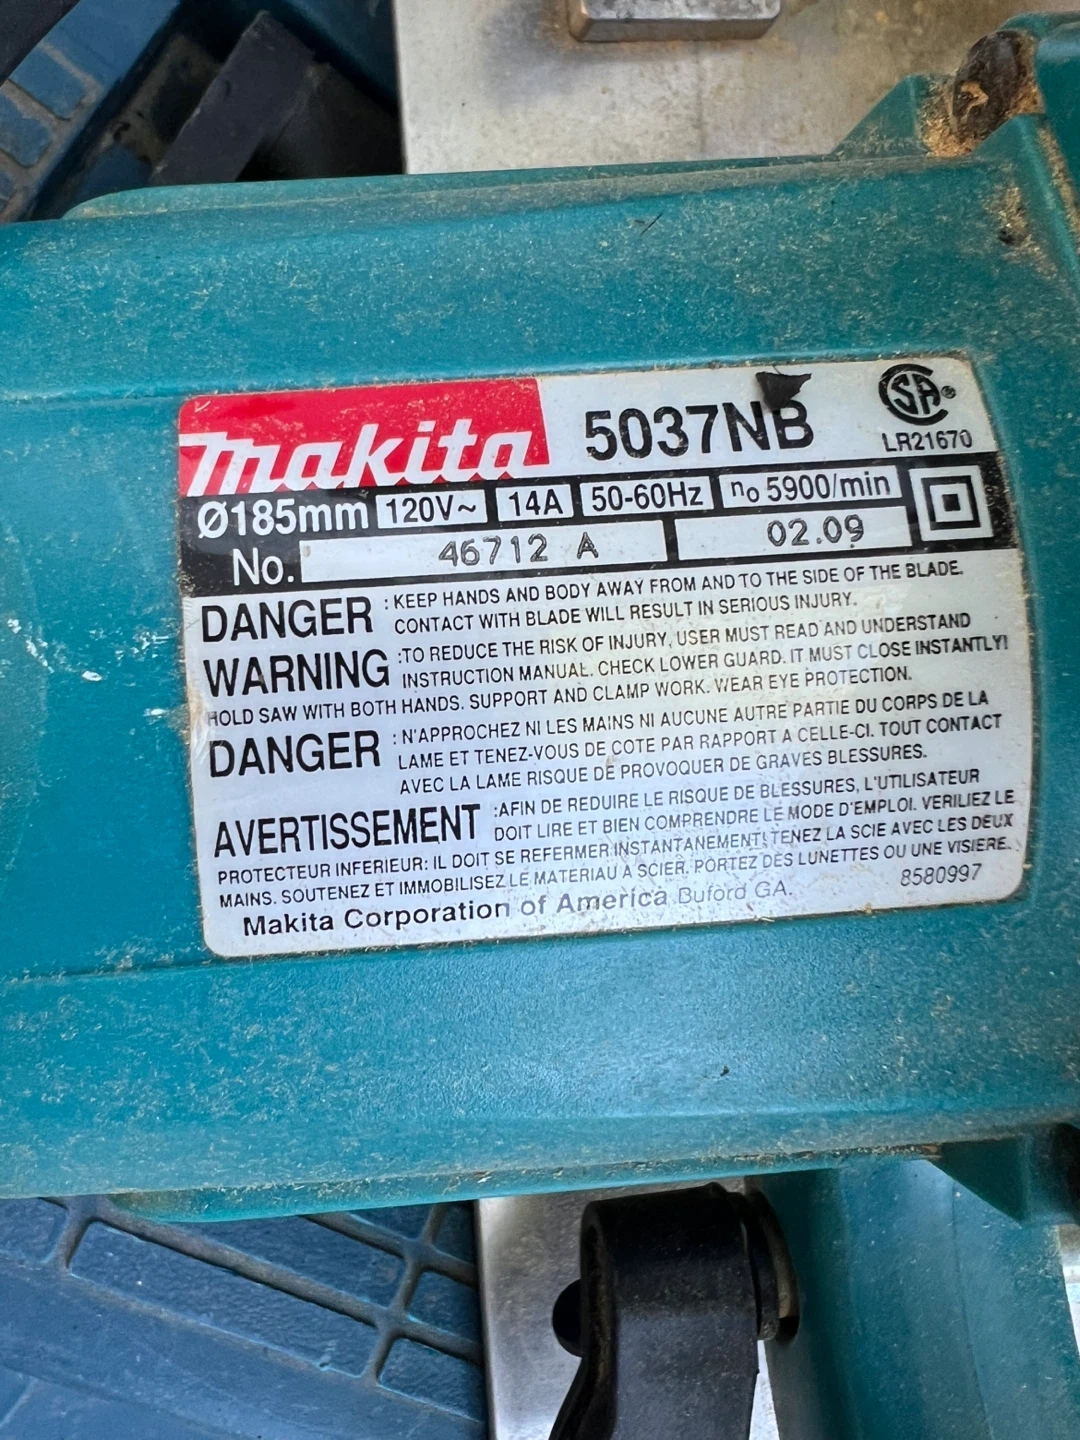 makita 5037NB SA® LR21670
Ø185mm 120V~ 14A 50-60Hz no 5900/min
No. 46712 A 02.09
DANGER : KEEP HANDS AND BODY AWAY FROM AND TO THE SIDE OF THE BLADE.
CONTACT WITH BLADE WILL RESULT IN SERIOUS INJURY.
WARNING :TO REDUCE THE RISK OF INJURY, USER MUST READ AND UNDERSTAND
INSTRUCTION MANUAL. CHECK LOWER GUARD. IT MUST CLOSE INSTANTLY!
HOLD SAW WITH BOTH HANDS. SUPPORT AND CLAMP WORK. WEAR EYE PROTECTION.
DANGER : N'APPROCHEZ NI LES MAINS NI AUCUNE AUTRE PARTIE DU CORPS DE LA
LAME ET TENEZ-VOUS DE COTE PAR RAPPORT A CELLE-CI. TOUT CONTACT
AVEC LA LAME RISQUE DE PROVOQUER DE GRAVES BLESSURES.
AVERTISSEMENT :AFIN DE REDUIRE LE RISQUE DE BLESSURES, L'UTILISATEUR
DOIT LIRE ET BIEN COMPRENDRE LE MODE D'EMPLOI. VERILIEZ LE
PROTECTEUR INFERIEUR: IL DOIT SE REFERMER INSTANTANEMENT! TENEZ LA SCIE AVEC LES DEUX
MAINS. SOUTENEZ ET IMMOBILISEZ LE MATERIAU A SCIER. PORTEZ DES LUNETTES OU UNE VISIERE.
Makita Corporation of America Buford GA. 8580997